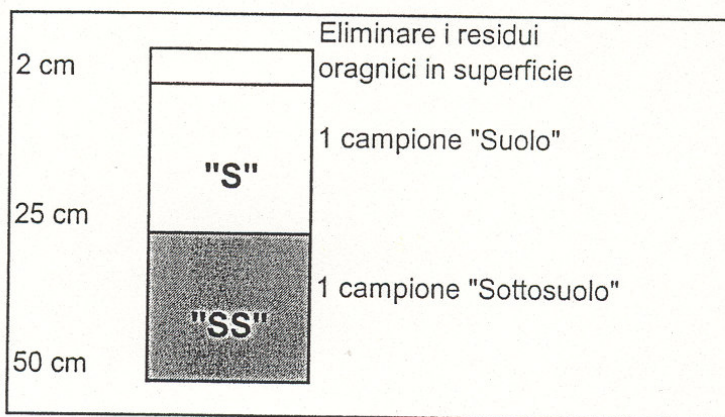 Eliminare i residui
2 cm
oragnici in superficie
1 campione "Suolo"
"S"
25 cm
1 campione "Sottosuolo"
"SS"
50 cm